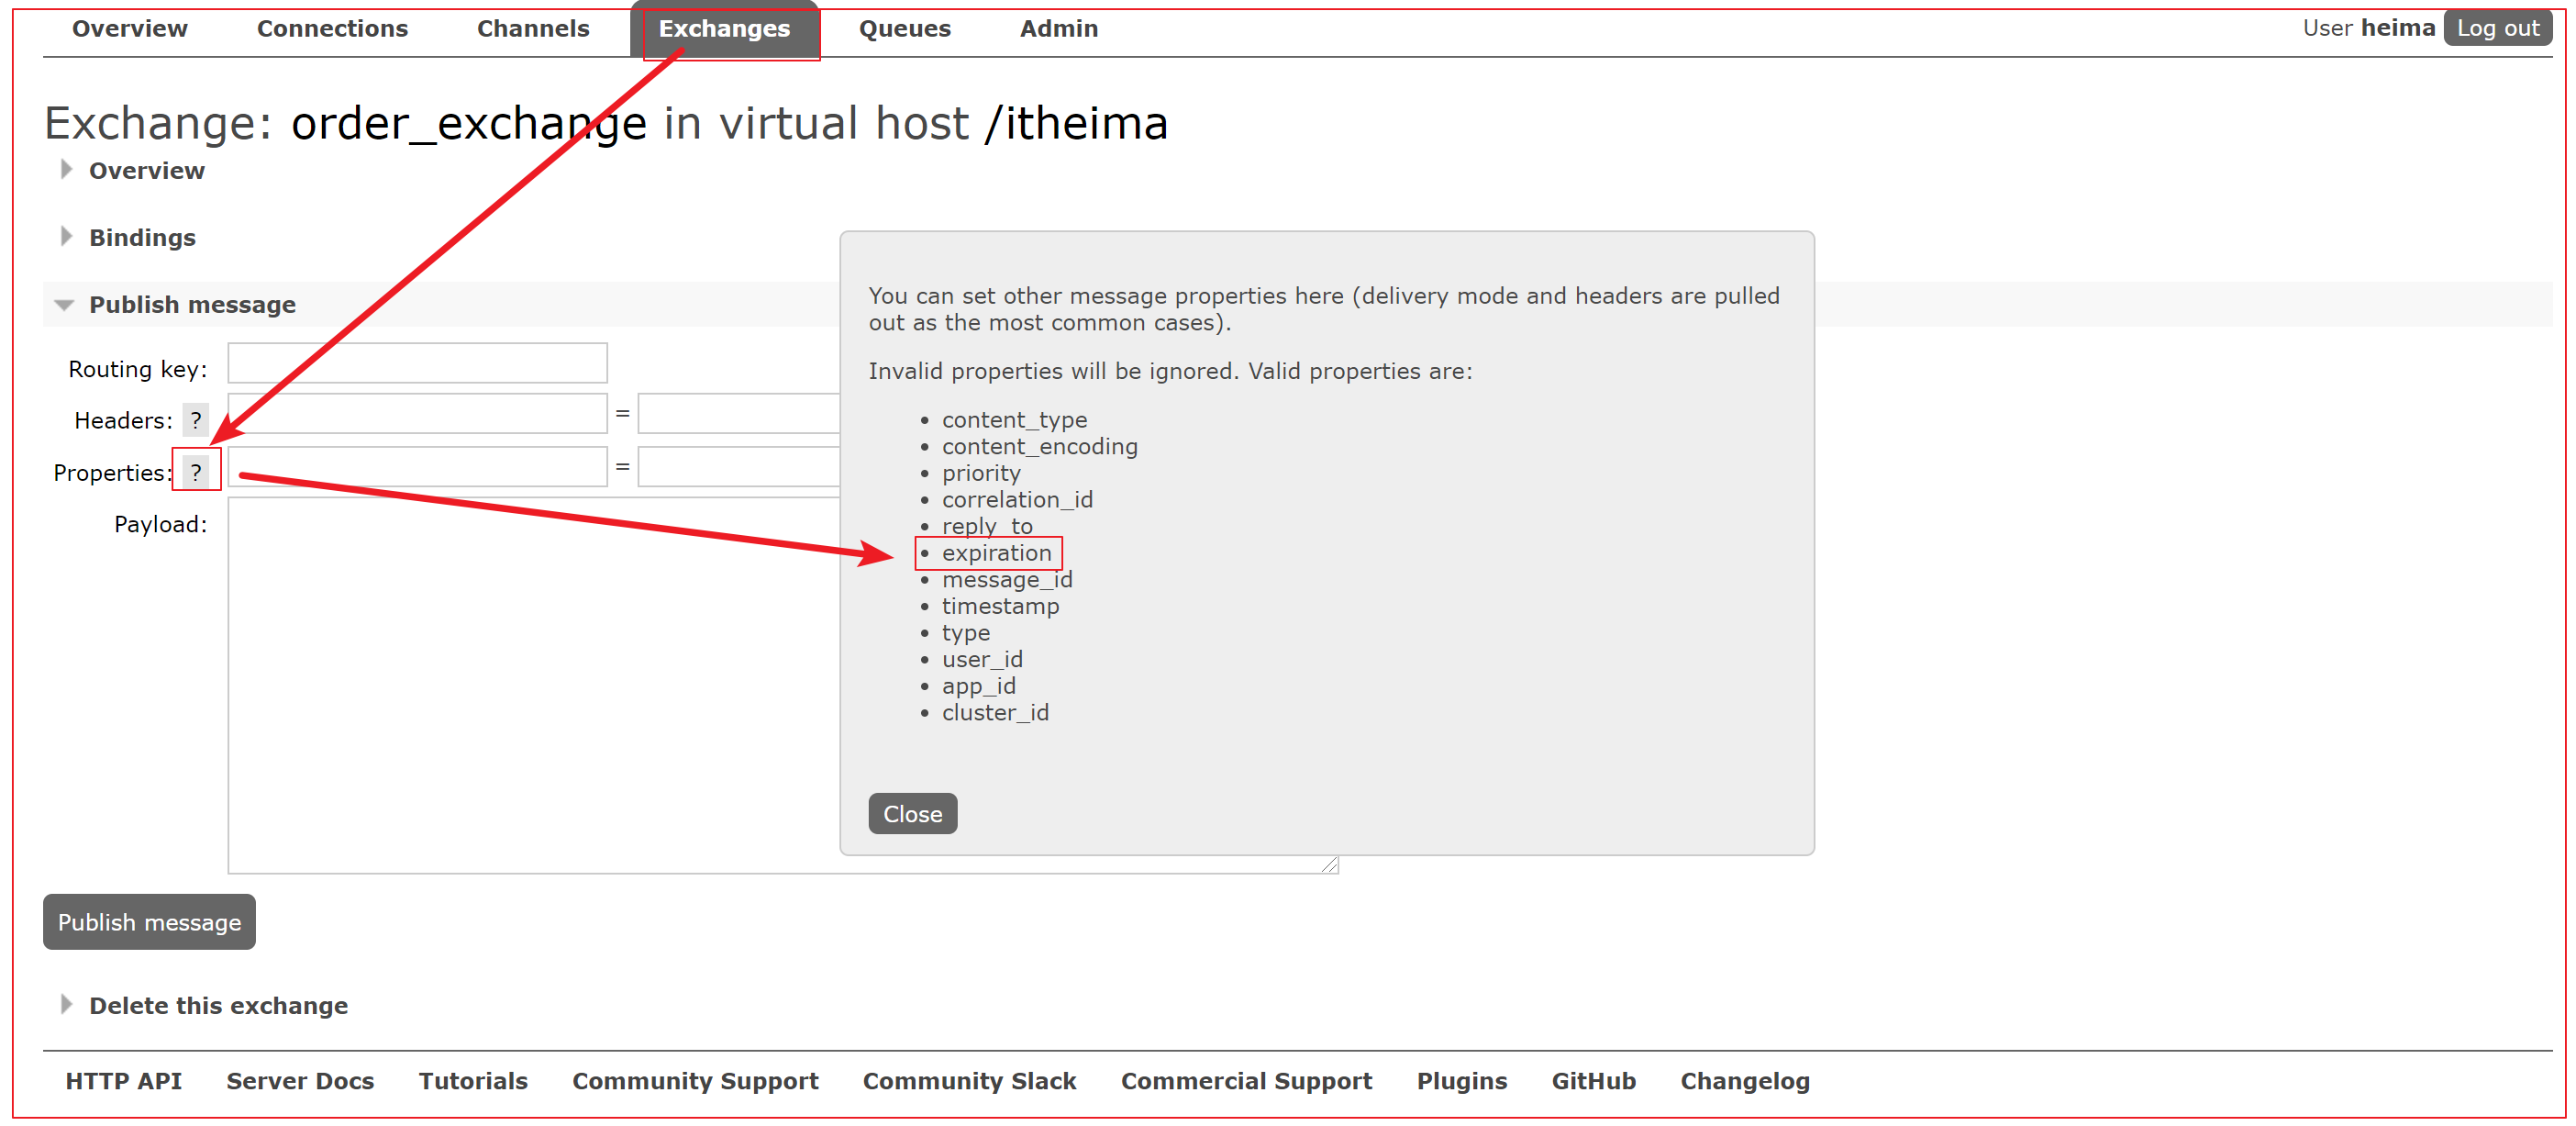 Overview Connections Channels Exchanges Queues Admin User heima Log out
Exchange: order_exchange in virtual host /itheima
Overview
Bindings
Publish message
Routing key:
Headers: ? =
Properties: ? =
Payload:
You can set other message properties here (delivery mode and headers are pulled
out as the most common cases).
Invalid properties will be ignored. Valid properties are:
• content_type
• content_encoding
• priority
• correlation_id
• reply_to
• expiration
• message_id
• timestamp
• type
• user_id
• app_id
• cluster_id
Close
Publish message
Delete this exchange
HTTP API Server Docs Tutorials Community Support Community Slack Commercial Support Plugins GitHub Changelog